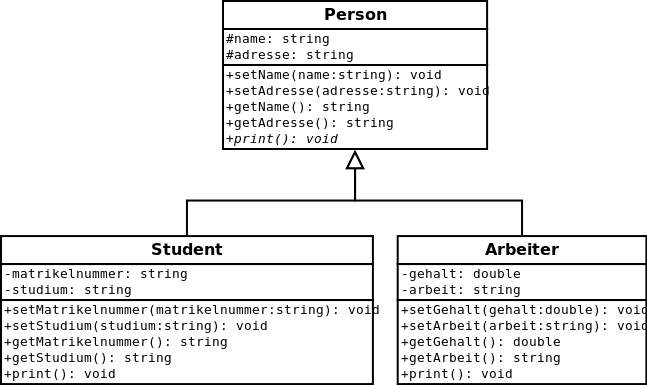 Person
#name: string
#adresse: string
+setName(name:string): void
+setAdresse(adresse:string): void
+getName(): string
+getAdresse(): string
+print(): void
Student
-matrikelnummer: string
-studium: string
+setMatrikelnummer(matrikelnummer:string): void
+setStudium(studium:string): void
+getMatrikelnummer(): string
+getStudium(): string
+print(): void
Arbeiter
-gehalt: double
-arbeit: string
+setGehalt(gehalt:double): void
+setArbeit(arbeit:string): void
+getGehalt(): double
+getArbeit(): string
+print(): void